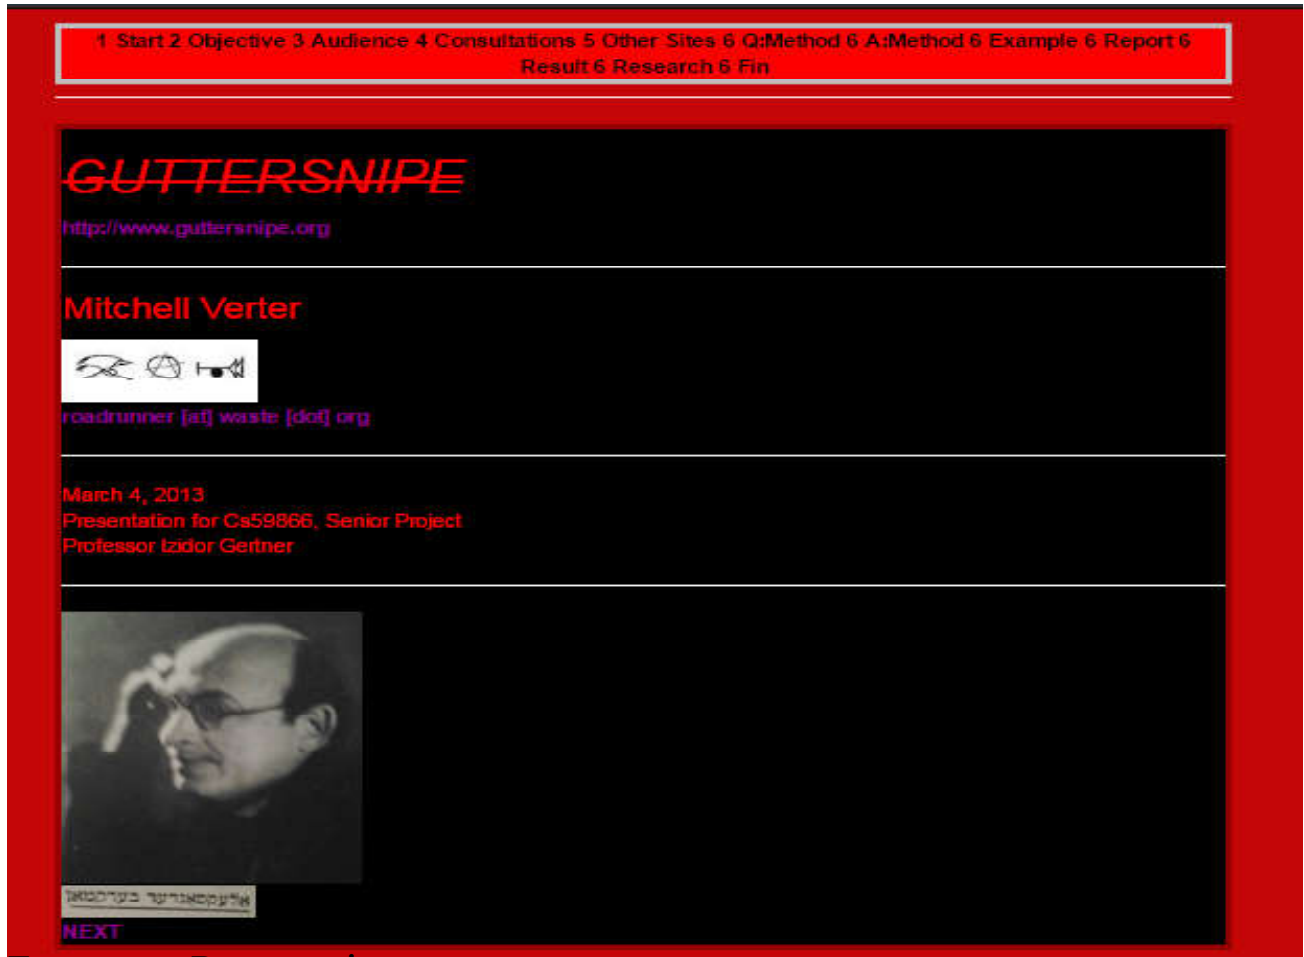 1 Start 2 Objective 3 Audience 4 Consultations 5 Other Sites 6 Q:Method 6 A:Method 6 Example 6 Report 6
Result 6 Research 6 Fin
GUTTERSNIPE
http://www.guttersnipe.org
Mitchell Verter
roadrunner [at] waste [dot] org
March 4, 2013
Presentation for Cs59866, Senior Project
Professor Izidor Gertner
אלעקסאנדער בערקמאן
NEXT